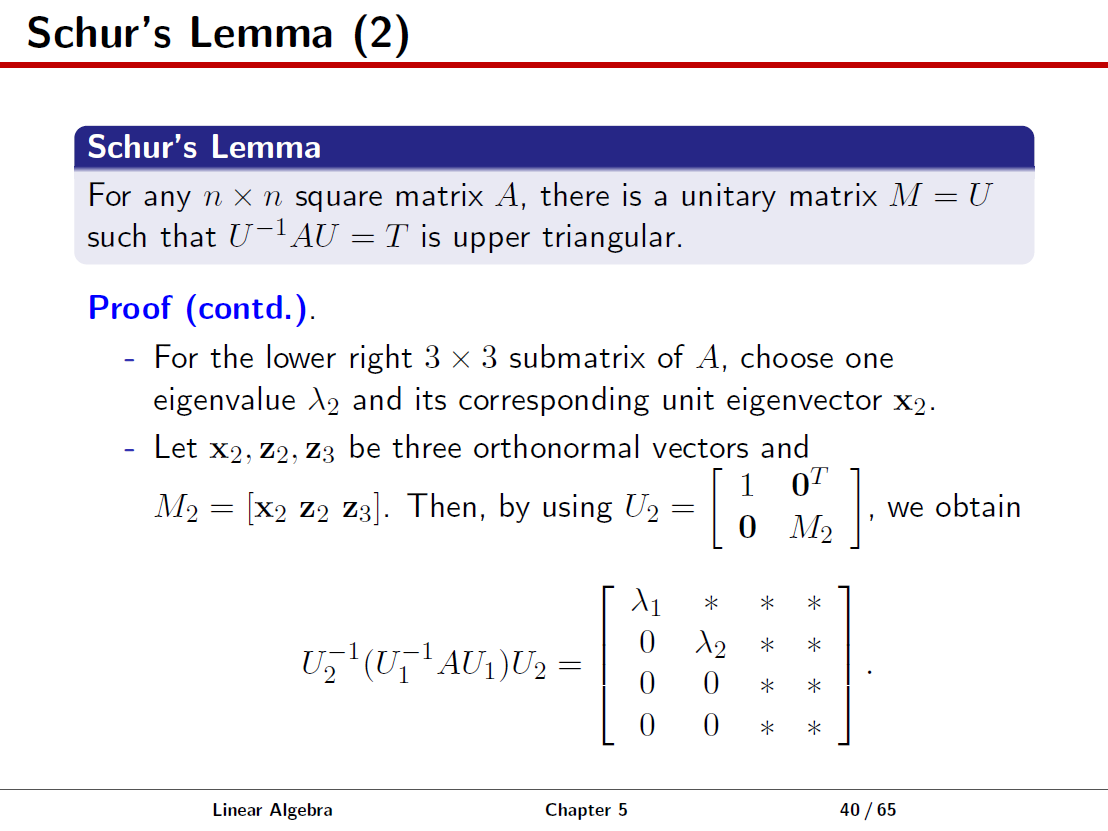 Schur's Lemma (2)
Schur's Lemma
For any n × n square matrix A, there is a unitary matrix M = U
such that U⁻¹AU = T is upper triangular.
Proof (contd.).
- For the lower right 3 × 3 submatrix of A, choose one
eigenvalue λ₂ and its corresponding unit eigenvector x₂.
- Let x₂, z₂, z₃ be three orthonormal vectors and
M₂ = [x₂ z₂ z₃]. Then, by using U₂ = [ 1 0ᵀ ; 0 M₂ ], we obtain
U₂⁻¹(U₁⁻¹AU₁)U₂ =
λ₁ * * *
0 λ₂ * *
0 0 * *
0 0 * * .
Linear Algebra Chapter 5 40 / 65